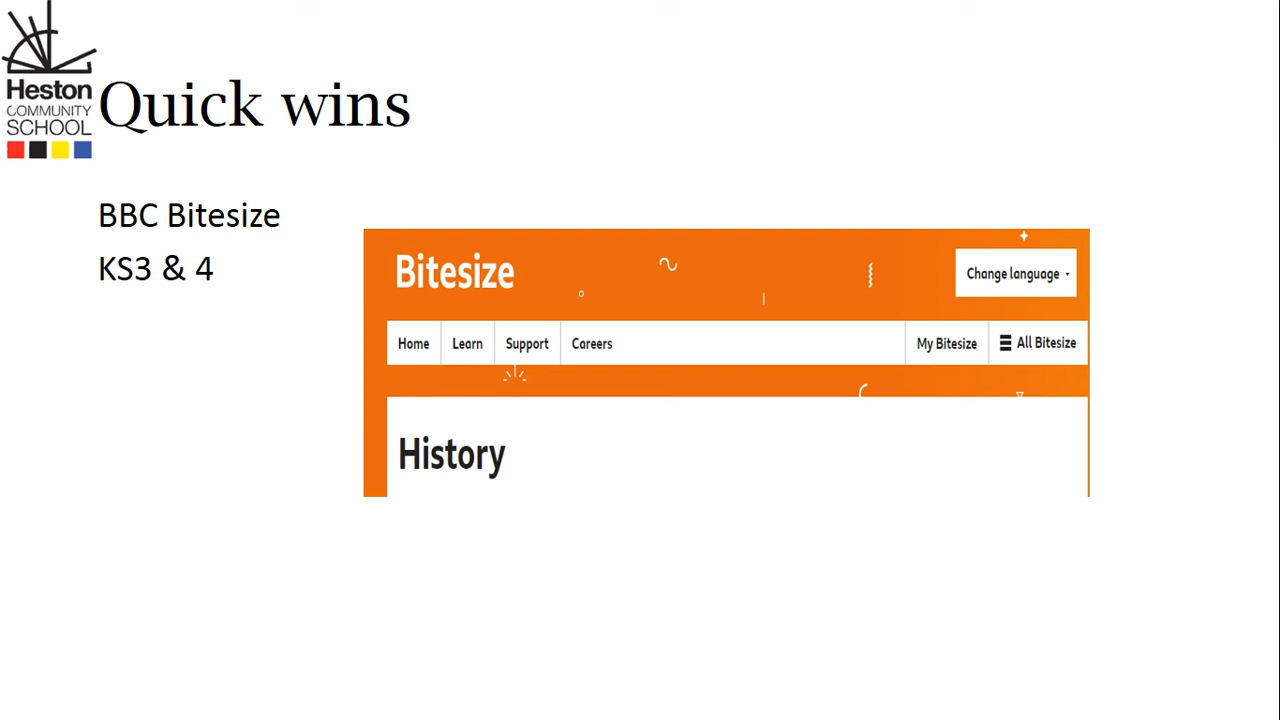 Heston
COMMUNITY
SCHOOL
Quick wins
BBC Bitesize
KS3 & 4
Bitesize
Change language
Home Learn Support Careers My Bitesize All Bitesize
History